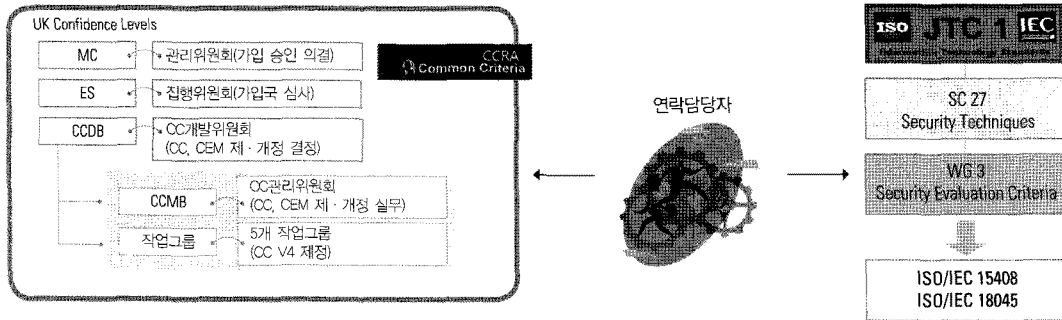 UK Confidence Levels
MC
관리위원회(가입 승인 의결)
CCRA
Common Criteria
ES
집행위원회(가입국 심사)
CCDB
CC개발위원회
(CC, CEM 제 · 개정 결정)
CCMB
CC관리위원회
(CC, CEM 제 · 개정 실무)
작업그룹
5개 작업그룹
(CC V4 제정)
연락담당자
ISO JTC 1 IEC
SC 27
Security Techniques
WG 3
Security Evaluation Criteria
ISO/IEC 15408
ISO/IEC 18045